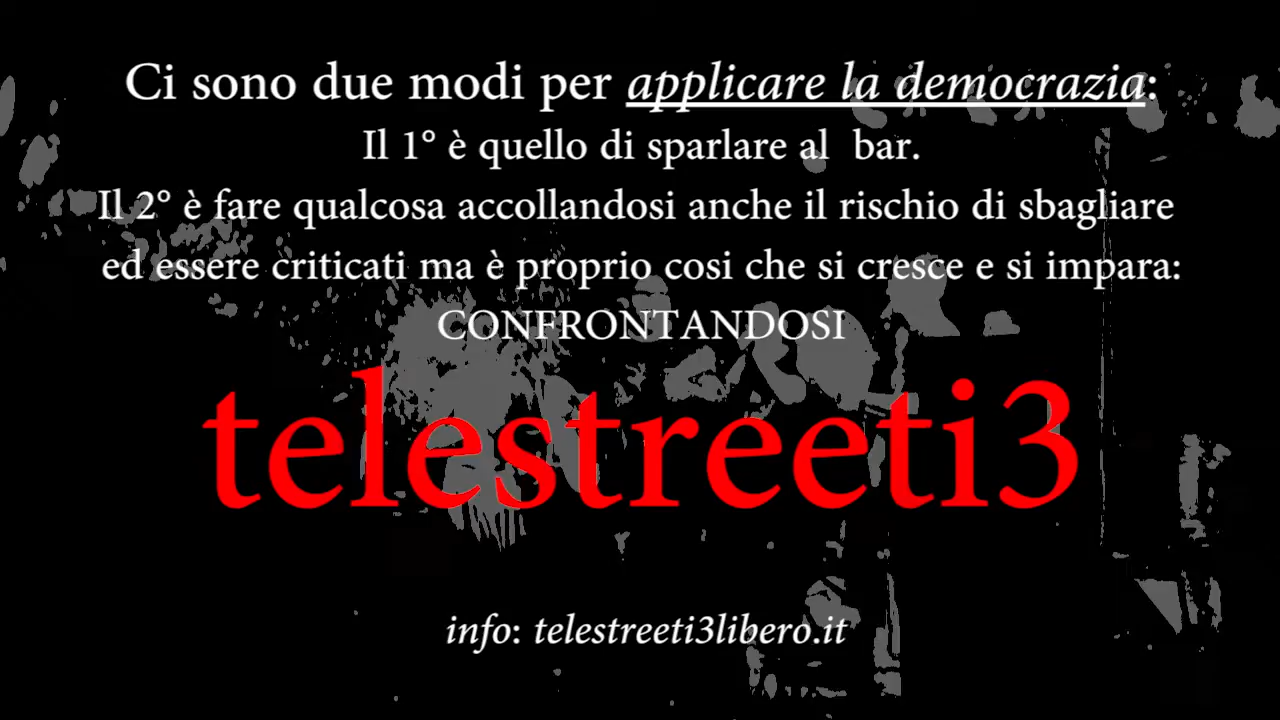 Ci sono due modi per applicare la democrazia:
Il 1° è quello di sparlare al  bar.
Il 2° è fare qualcosa accollandosi anche il rischio di sbagliare
ed essere criticati ma è proprio cosi che si cresce e si impara:
CONFRONTANDOSI
telestreeti3
info: telestreeti3libero.it